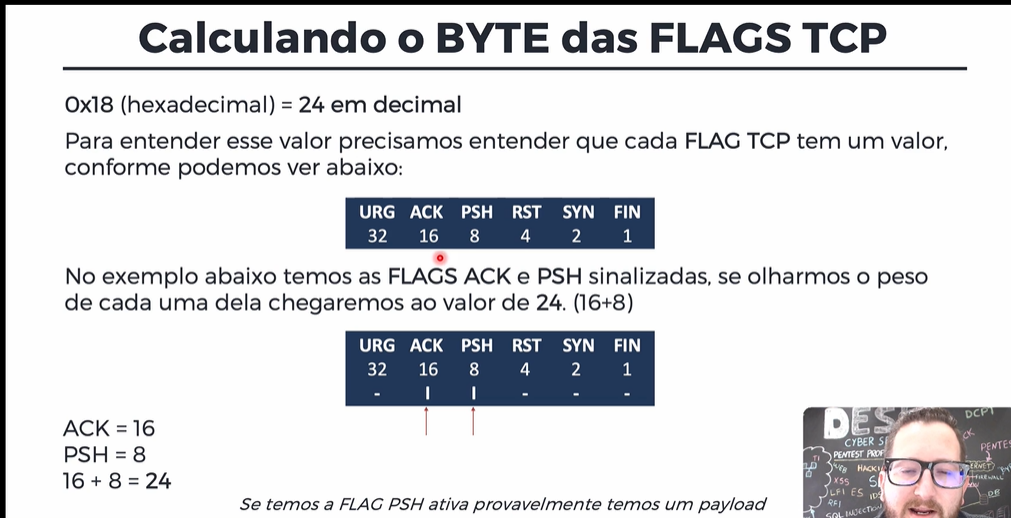 Calculando o BYTE das FLAGS TCP
0x18 (hexadecimal) = 24 em decimal
Para entender esse valor precisamos entender que cada FLAG TCP tem um valor,
conforme podemos ver abaixo:
URG ACK PSH RST SYN FIN
32 16 8 4 2 1
No exemplo abaixo temos as FLAGS ACK e PSH sinalizadas, se olharmos o peso
de cada uma dela chegaremos ao valor de 24. (16+8)
URG ACK PSH RST SYN FIN
32 16 8 4 2 1
- I I - - -
ACK = 16
PSH = 8
16 + 8 = 24
Se temos a FLAG PSH ativa provavelmente temos um payload
DES
DCPT
CYBER S
PENTEST PROF
PENTE
HACKI
XSS
LFI ES IDS
RFI
SQL INJECTION
DB